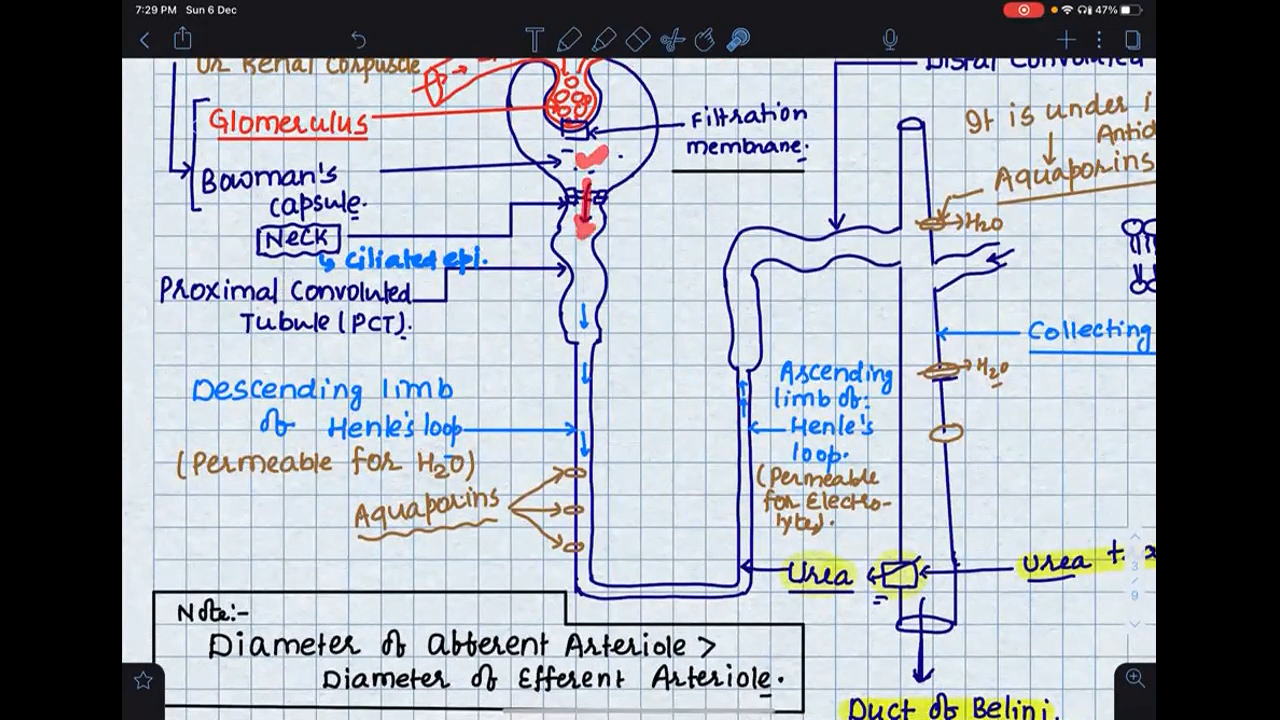 7:29 PM Sun 6 Dec
47%
Or Renal Corpuscle
Glomerulus
Bowman's
capsule.
Neck
↳ ciliated epi.
Proximal Convoluted
Tubule (PCT).
Descending limb
of Henle's loop
(Permeable for H₂O)
Aquaporins
Filtration
membrane.
Distal Convoluted
It is under i
Antid
Aquaporins
H₂O
Collecting
H₂O
Ascending
limb of
Henle's
loop.
(Permeable
for Electro-
lytes).
Urea
Urea t
3
9
Note:-
Diameter of afferent Arteriole >
Diameter of Efferent Arteriole.
Duct of Belini.